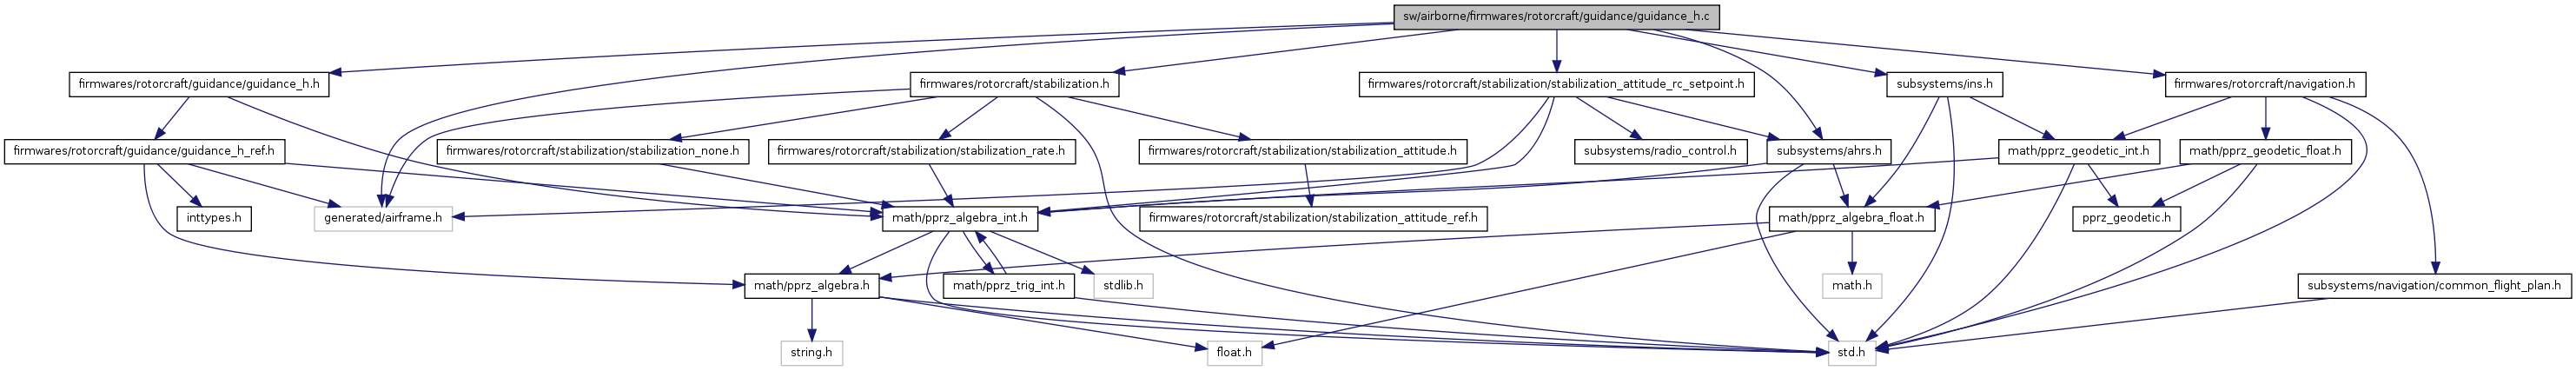 sw/airborne/firmwares/rotorcraft/guidance/guidance_h.c
firmwares/rotorcraft/guidance/guidance_h.h
firmwares/rotorcraft/stabilization.h
firmwares/rotorcraft/stabilization/stabilization_attitude_rc_setpoint.h
subsystems/ins.h
firmwares/rotorcraft/navigation.h
firmwares/rotorcraft/guidance/guidance_h_ref.h
firmwares/rotorcraft/stabilization/stabilization_none.h
firmwares/rotorcraft/stabilization/stabilization_rate.h
firmwares/rotorcraft/stabilization/stabilization_attitude.h
subsystems/radio_control.h
subsystems/ahrs.h
math/pprz_geodetic_int.h
math/pprz_geodetic_float.h
inttypes.h
generated/airframe.h
math/pprz_algebra_int.h
firmwares/rotorcraft/stabilization/stabilization_attitude_ref.h
math/pprz_algebra_float.h
pprz_geodetic.h
math/pprz_algebra.h
math/pprz_trig_int.h
stdlib.h
math.h
subsystems/navigation/common_flight_plan.h
string.h
float.h
std.h